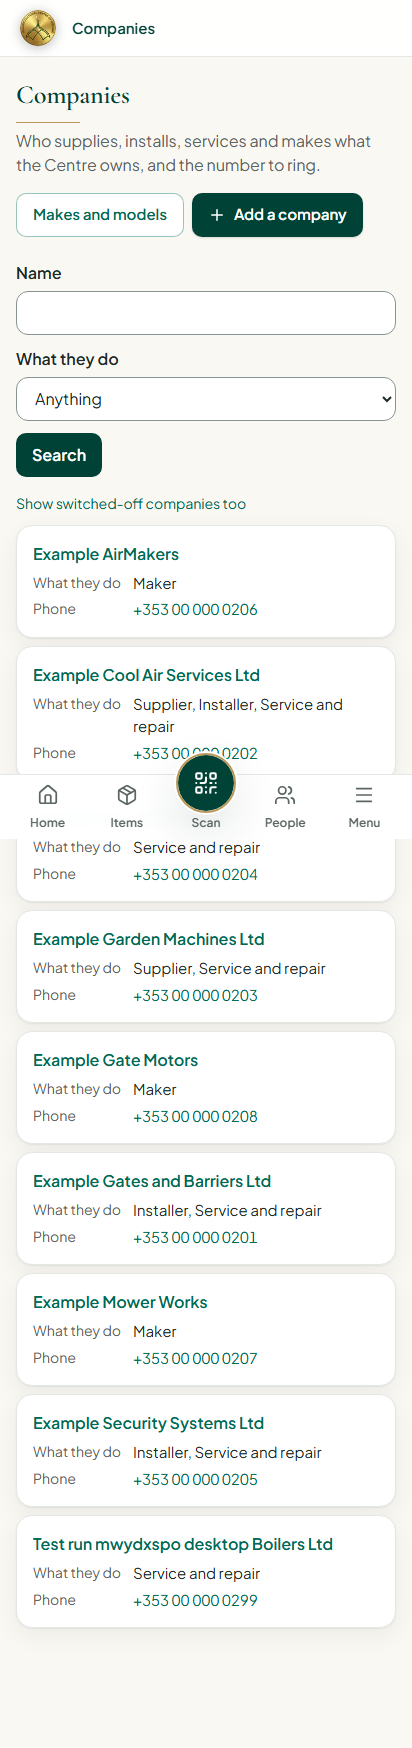 Companies
Companies
Who supplies, installs, services and makes what
the Centre owns, and the number to ring.
Makes and models
+ Add a company
Name
What they do
Anything
Search
Show switched-off companies too
Example AirMakers
What they do Maker
Phone +353 00 000 0206
Example Cool Air Services Ltd
What they do Supplier, Installer, Service and
repair
Phone +353 00 000 0202
Home Items Scan People Menu
What they do Service and repair
Phone +353 00 000 0204
Example Garden Machines Ltd
What they do Supplier, Service and repair
Phone +353 00 000 0203
Example Gate Motors
What they do Maker
Phone +353 00 000 0208
Example Gates and Barriers Ltd
What they do Installer, Service and repair
Phone +353 00 000 0201
Example Mower Works
What they do Maker
Phone +353 00 000 0207
Example Security Systems Ltd
What they do Installer, Service and repair
Phone +353 00 000 0205
Test run mwydxspo desktop Boilers Ltd
What they do Service and repair
Phone +353 00 000 0299